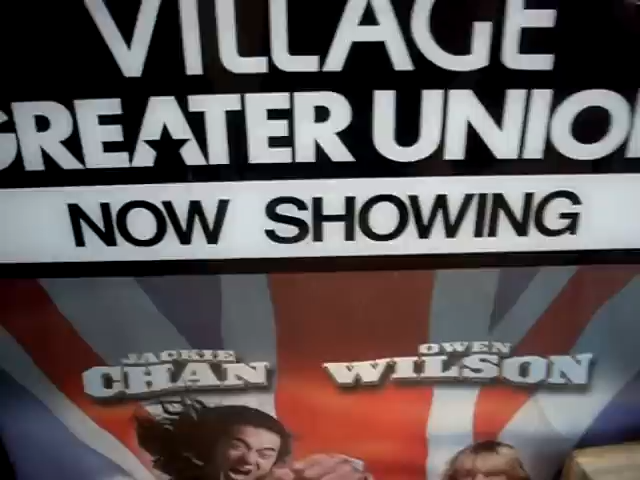 VILLAGE
GREATER UNION
NOW SHOWING
JACKIE CHAN
OWEN WILSON